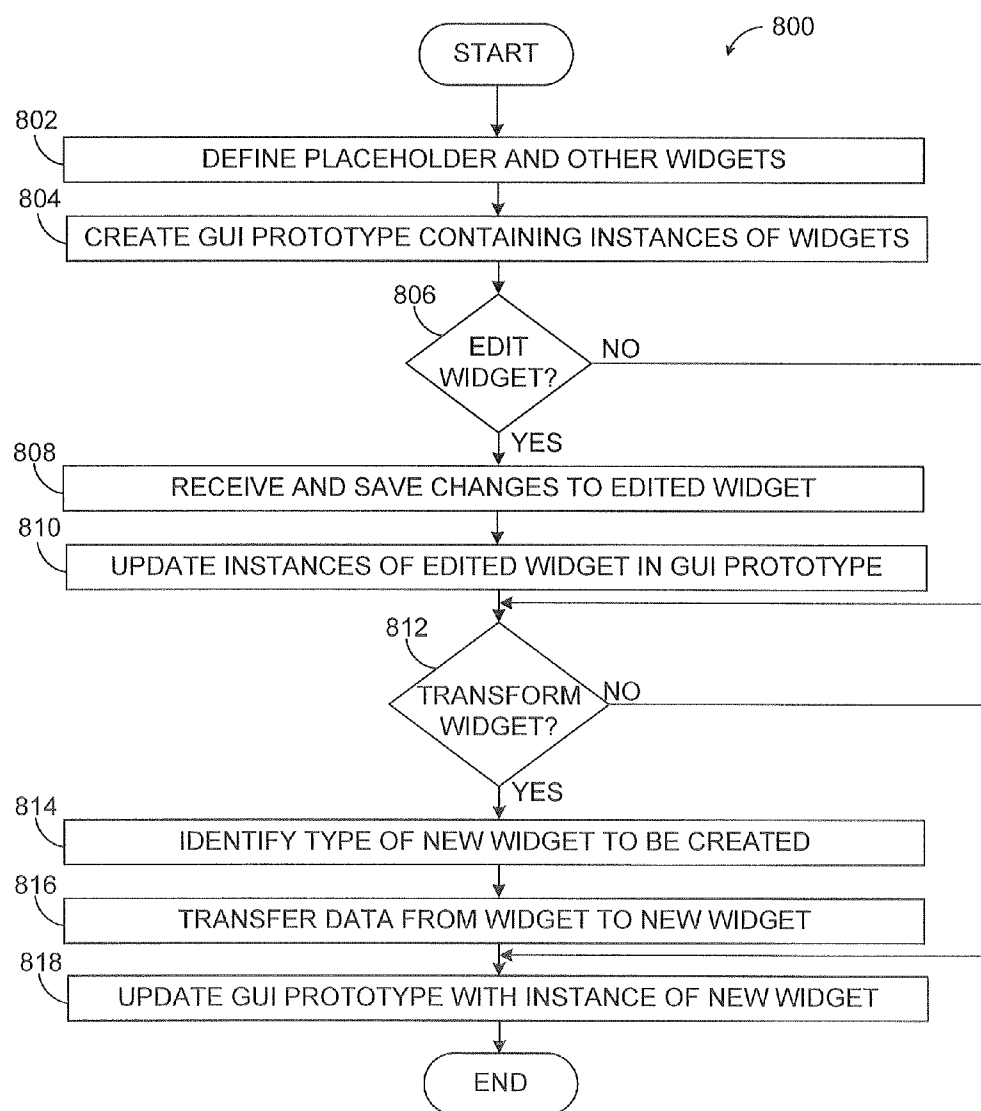 800
START
802
DEFINE PLACEHOLDER AND OTHER WIDGETS
804
CREATE GUI PROTOTYPE CONTAINING INSTANCES OF WIDGETS
806
EDIT
WIDGET?
NO
YES
808
RECEIVE AND SAVE CHANGES TO EDITED WIDGET
810
UPDATE INSTANCES OF EDITED WIDGET IN GUI PROTOTYPE
812
TRANSFORM
WIDGET?
NO
YES
814
IDENTIFY TYPE OF NEW WIDGET TO BE CREATED
816
TRANSFER DATA FROM WIDGET TO NEW WIDGET
818
UPDATE GUI PROTOTYPE WITH INSTANCE OF NEW WIDGET
END